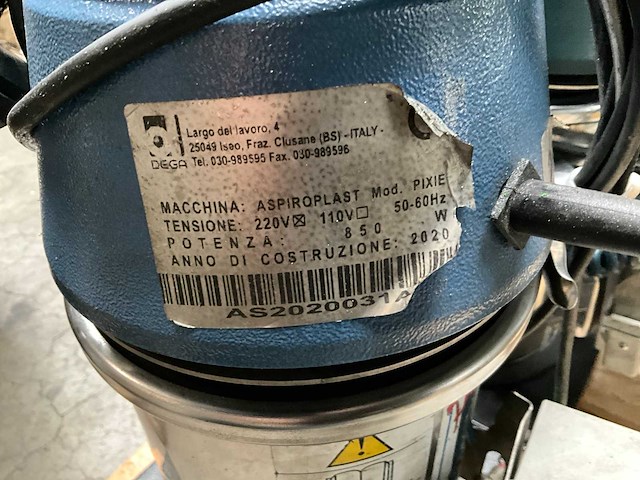 Largo del lavoro, 4
25049 Iseo, Fraz. Clusane (BS) - ITALY -
DEGA Tel. 030-989595 Fax. 030-989596
MACCHINA: ASPIROPLAST Mod. PIXIE
TENSIONE: 220V☒ 110V☐ 50-60Hz
POTENZA: 850 W
ANNO DI COSTRUZIONE: 2020
AS2020031A